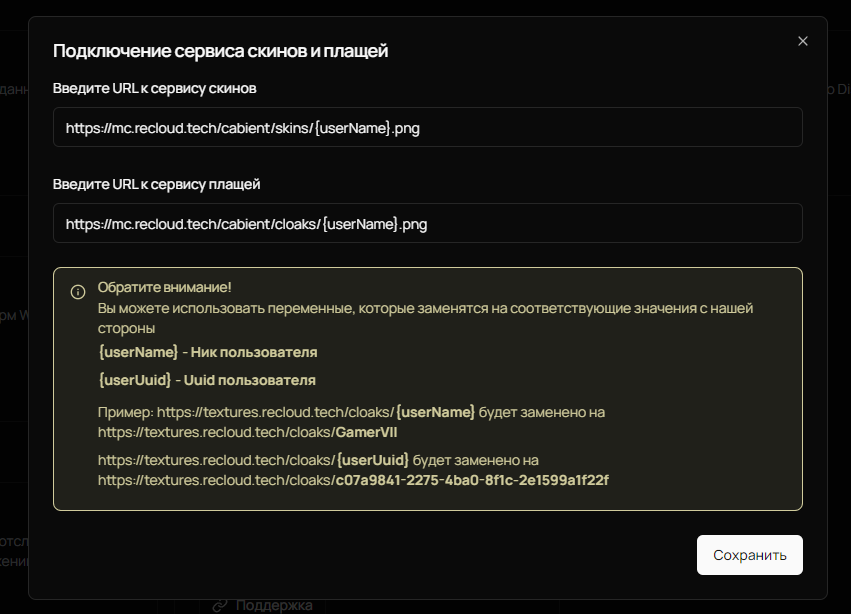 Подключение сервиса скинов и плащей
Введите URL к сервису скинов
https://mc.recloud.tech/cabient/skins/{userName}.png
Введите URL к сервису плащей
https://mc.recloud.tech/cabient/cloaks/{userName}.png
Обратите внимание!
Вы можете использовать переменные, которые заменятся на соответствующие значения с нашей
стороны
{userName} - Ник пользователя
{userUuid} - Uuid пользователя
Пример: https://textures.recloud.tech/cloaks/{userName} будет заменено на
https://textures.recloud.tech/cloaks/GamerVII
https://textures.recloud.tech/cloaks/{userUuid} будет заменено на
https://textures.recloud.tech/cloaks/c07a9841-2275-4ba0-8f1c-2e1599a1f22f
Сохранить
Поддержка